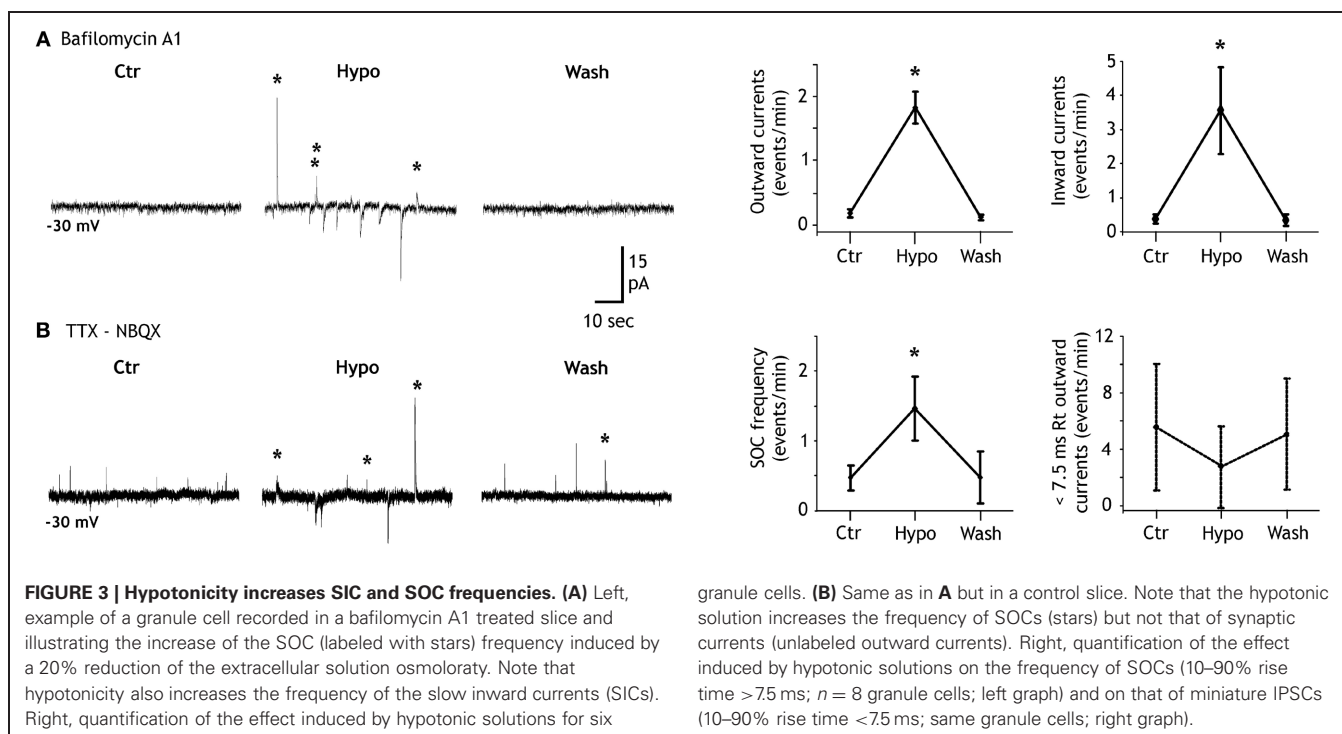 A Bafilomycin A1
Ctr
Hypo
Wash
*
*
*
*
-30 mV
15
pA
10 sec
Outward currents
(events/min)
2
1
0
*
Ctr
Hypo
Wash
Inward currents
(events/min)
5
4
3
2
1
0
*
Ctr
Hypo
Wash
B TTX - NBQX
Ctr
Hypo
Wash
*
*
*
*
-30 mV
SOC frequency
(events/min)
2
1
0
*
Ctr
Hypo
Wash
< 7.5 ms Rt outward
currents (events/min)
12
8
4
0
Ctr
Hypo
Wash
FIGURE 3 | Hypotonicity increases SIC and SOC frequencies. (A) Left,
example of a granule cell recorded in a bafilomycin A1 treated slice and
illustrating the increase of the SOC (labeled with stars) frequency induced by
a 20% reduction of the extracellular solution osmoloraty. Note that
hypotonicity also increases the frequency of the slow inward currents (SICs).
Right, quantification of the effect induced by hypotonic solutions for six
granule cells. (B) Same as in A but in a control slice. Note that the hypotonic
solution increases the frequency of SOCs (stars) but not that of synaptic
currents (unlabeled outward currents). Right, quantification of the effect
induced by hypotonic solutions on the frequency of SOCs (10–90% rise
time >7.5 ms; n = 8 granule cells; left graph) and on that of miniature IPSCs
(10–90% rise time <7.5 ms; same granule cells; right graph).